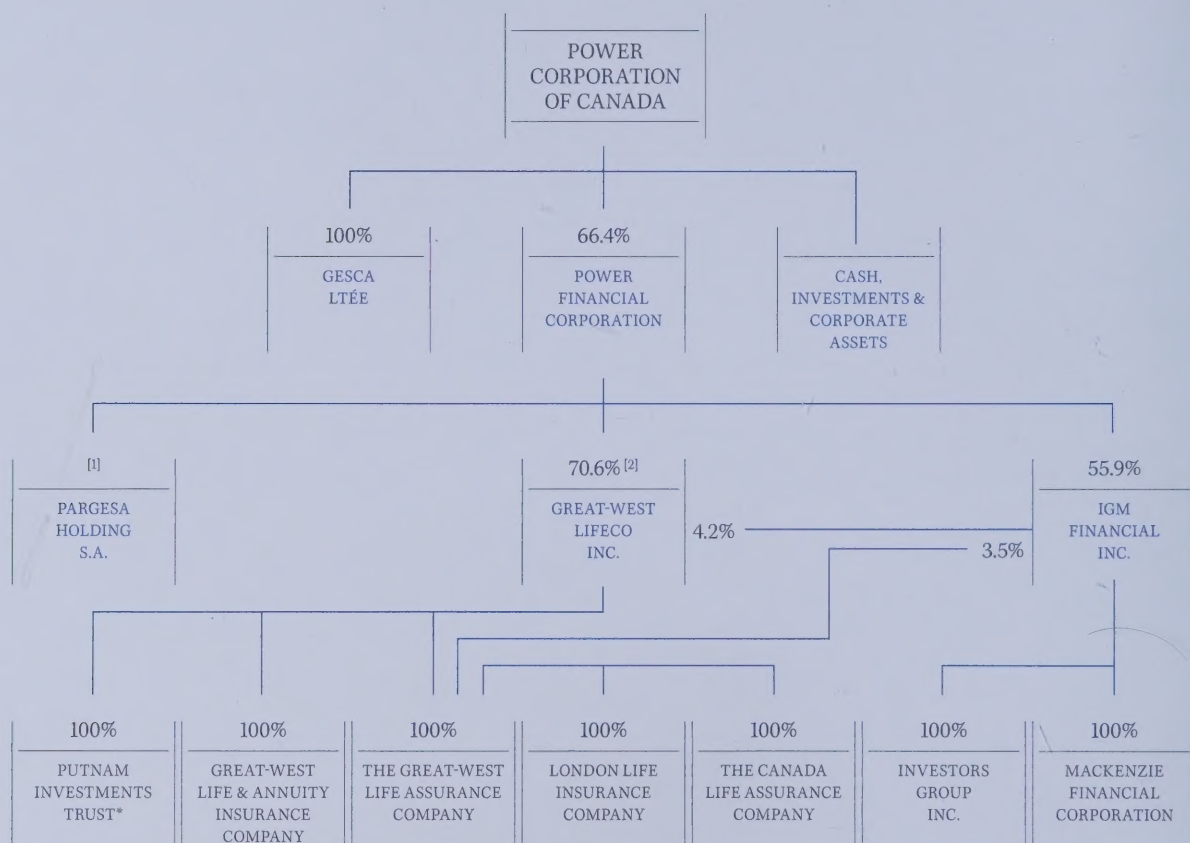 POWER
CORPORATION
OF CANADA
100%
GESCA
LTÉE
66.4%
POWER
FINANCIAL
CORPORATION
CASH,
INVESTMENTS &
CORPORATE
ASSETS
[1]
PARGESA
HOLDING
S.A.
70.6% [2]
GREAT-WEST
LIFECO
INC.
4.2%
3.5%
55.9%
IGM
FINANCIAL
INC.
100%
PUTNAM
INVESTMENTS
TRUST*
100%
GREAT-WEST
LIFE & ANNUITY
INSURANCE
COMPANY
100%
THE GREAT-WEST
LIFE ASSURANCE
COMPANY
100%
LONDON LIFE
INSURANCE
COMPANY
100%
THE CANADA
LIFE ASSURANCE
COMPANY
100%
INVESTORS
GROUP
INC.
100%
MACKENZIE
FINANCIAL
CORPORATION